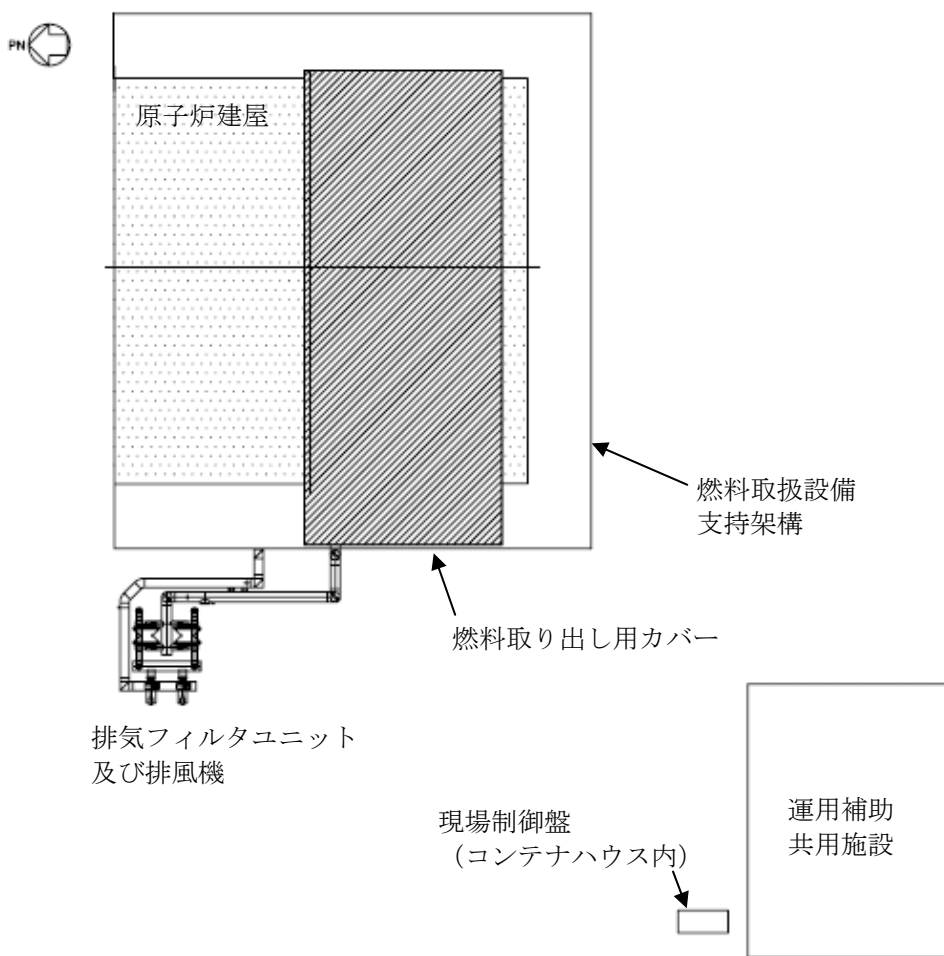 PN
原子炉建屋
燃料取扱設備
支持架構
燃料取り出し用カバー
排気フィルタユニット
及び排風機
現場制御盤
（コンテナハウス内）
運用補助
共用施設